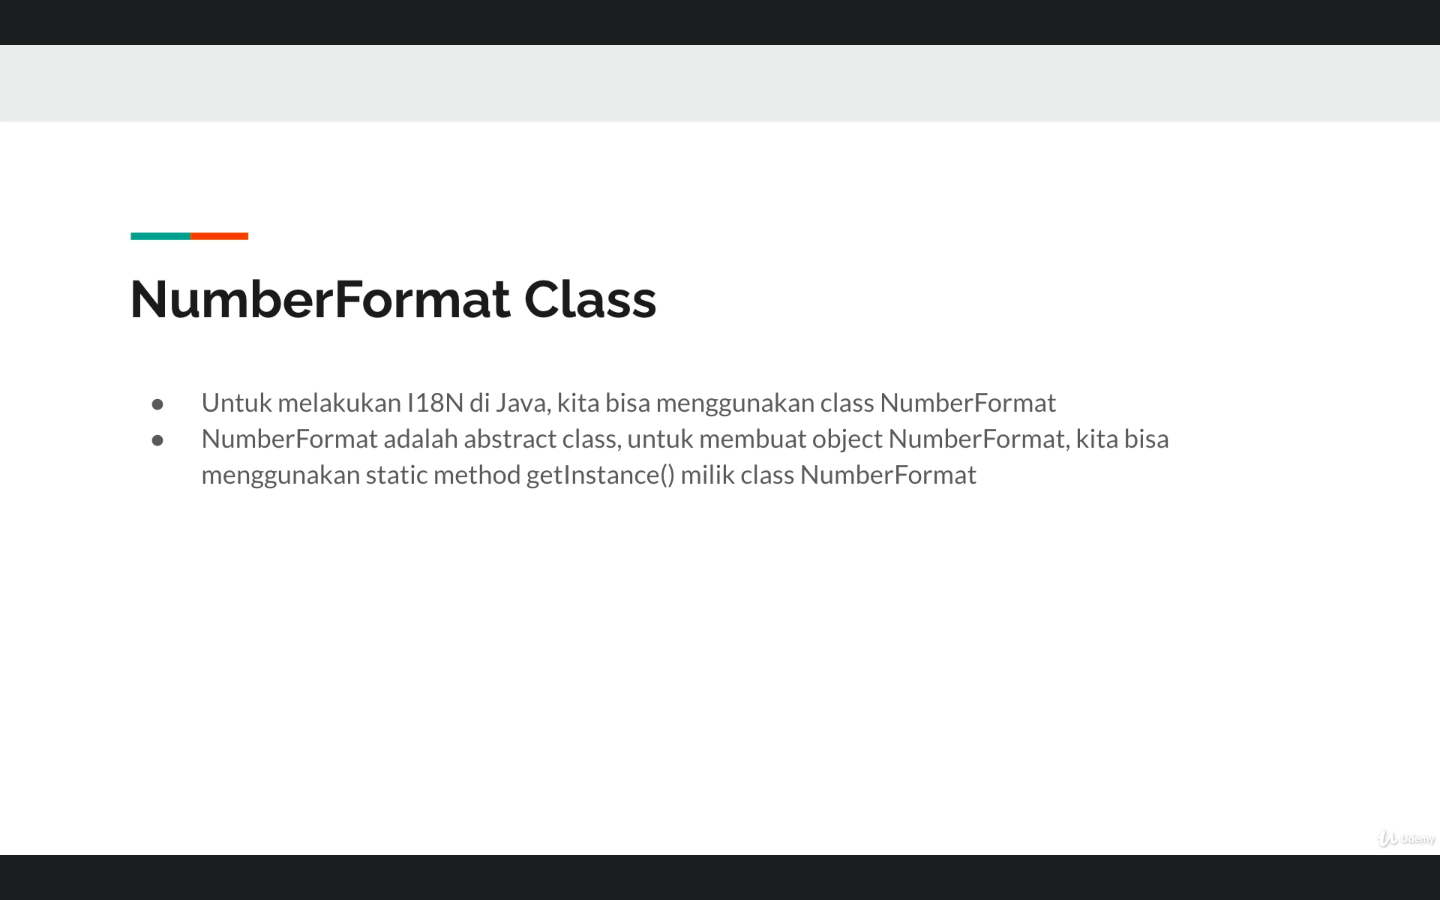 NumberFormat Class
● Untuk melakukan I18N di Java, kita bisa menggunakan class NumberFormat
● NumberFormat adalah abstract class, untuk membuat object NumberFormat, kita bisa
menggunakan static method getInstance() milik class NumberFormat
Udemy